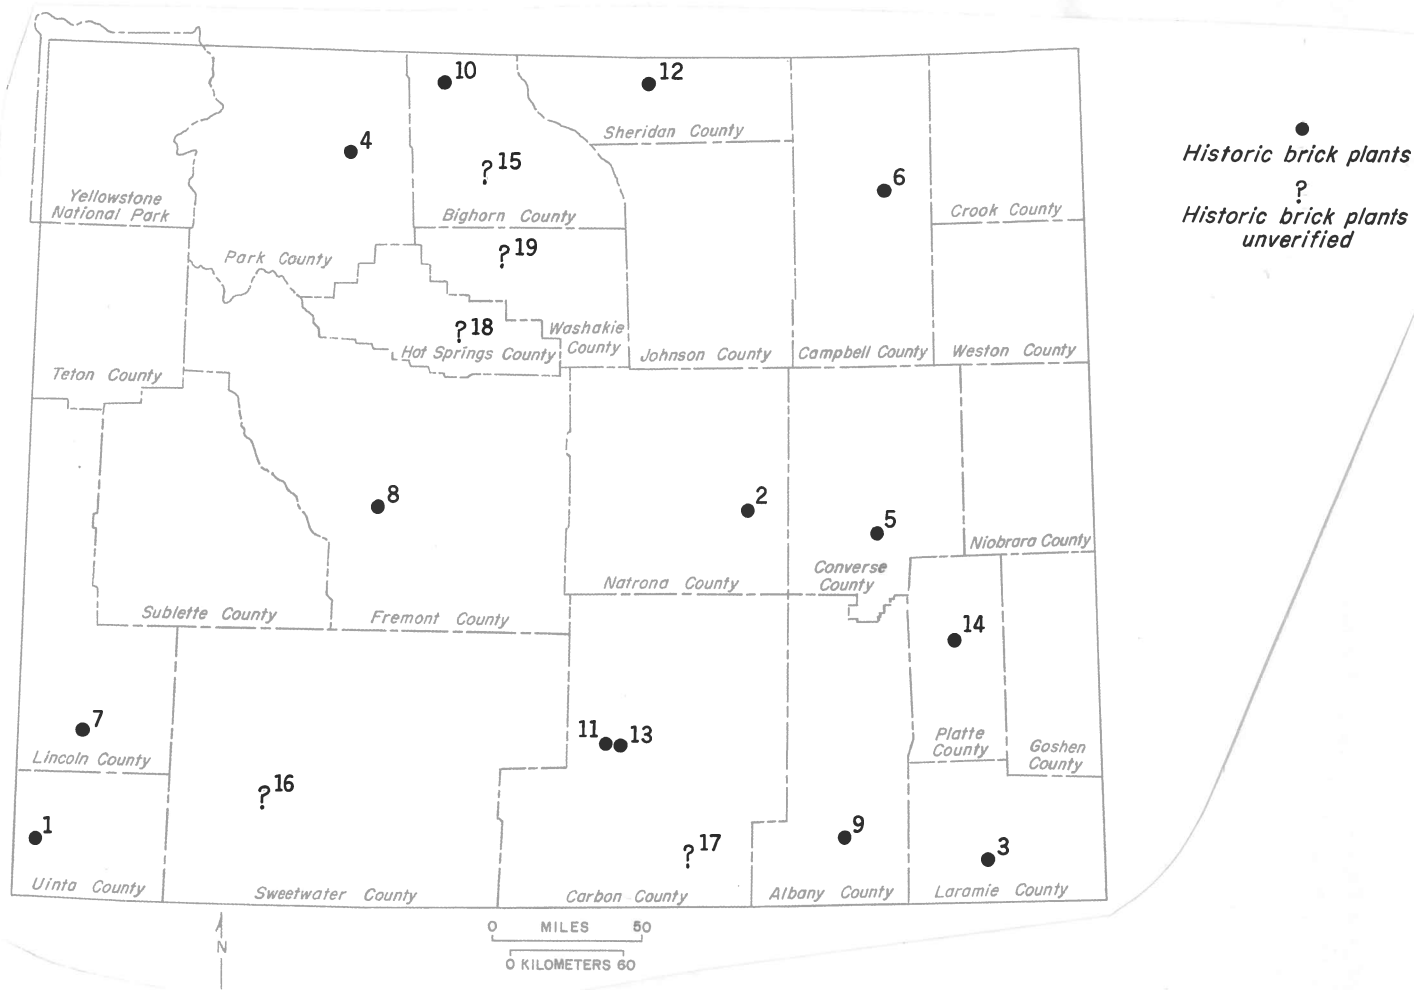 10
12
4
Sheridan County
Historic brick plants
15
6
?
?
Yellowstone
National Park
Bighorn County
Crook County
Historic brick plants
unverified
19
?
Park County
18
?
Washakie
County
Hot Springs County
Johnson County
Campbell County
Weston County
Teton County
8
2
5
Niobrara County
Converse
County
Natrona County
Sublette County
Fremont County
14
7
11
13
Platte
County
Goshen
County
Lincoln County
16
?
1
9
17
?
3
Uinta County
Sweetwater County
Carbon County
Albany County
Laramie County
N
0 MILES 50
0 KILOMETERS 60